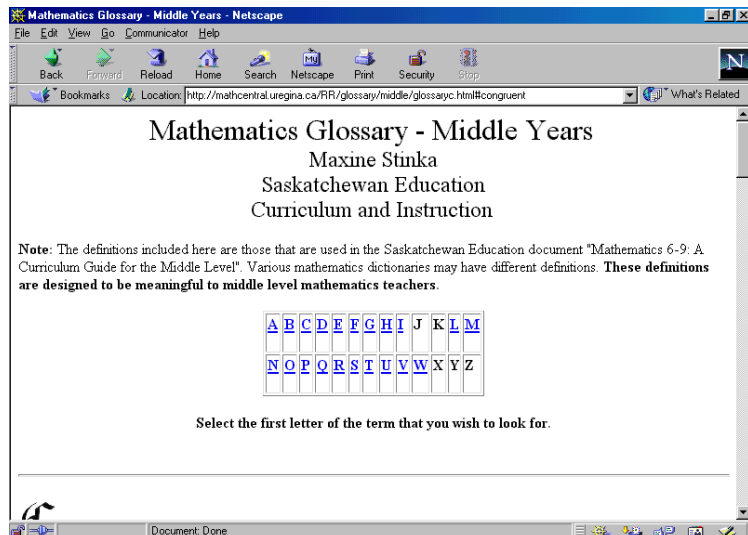 Mathematics Glossary - Middle Years - Netscape
File Edit View Go Communicator Help
My
N
Back Forward Reload Home Search Netscape Print Security Stop
Bookmarks Location: http://mathcentral.uregina.ca/RR/glossary/middle/glossaryc.html#congruent What's Related
Mathematics Glossary - Middle Years
Maxine Stinka
Saskatchewan Education
Curriculum and Instruction
Note: The definitions included here are those that are used in the Saskatchewan Education document "Mathematics 6-9: A
Curriculum Guide for the Middle Level". Various mathematics dictionaries may have different definitions. These definitions
are designed to be meaningful to middle level mathematics teachers.
A B C D E F G H I J K L M
N O P Q R S T U V W X Y Z
Select the first letter of the term that you wish to look for.
Document: Done